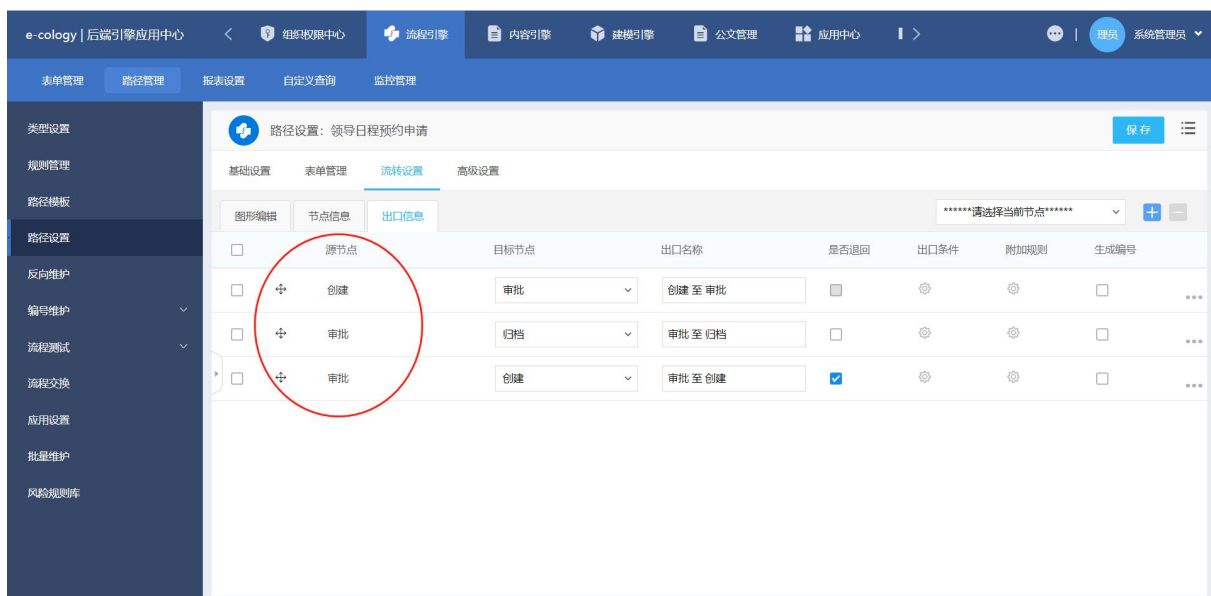 e-cology | 后端引擎应用中心 组织权限中心 流程引擎 内容引擎 建模引擎 公文管理 应用中心 理员 系统管理员
表单管理 路径管理 报表设置 自定义查询 监控管理
类型设置
规则管理
路径模板
路径设置
反向维护
编号维护
流程测试
流程交换
应用设置
批量维护
风险规则库
路径设置：领导日程预约申请 保存
基础设置 表单管理 流转设置 高级设置
图形编辑 节点信息 出口信息 ******请选择当前节点******
源节点 目标节点 出口名称 是否退回 出口条件 附加规则 生成编号
创建 审批 创建 至 审批
审批 归档 审批 至 归档
审批 创建 审批 至 创建